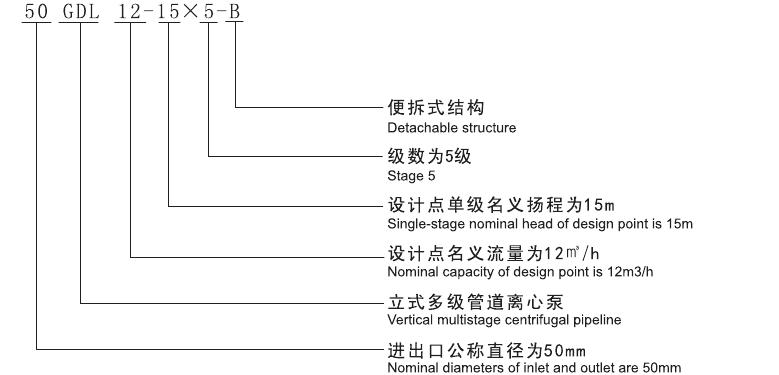 50 GDL 12-15×5-B
便拆式结构
Detachable structure
级数为5级
Stage 5
设计点单级名义扬程为15m
Single-stage nominal head of design point is 15m
设计点名义流量为12㎥/h
Nominal capacity of design point is 12m3/h
立式多级管道离心泵
Vertical multistage centrifugal pipeline
进出口公称直径为50mm
Nominal diameters of inlet and outlet are 50mm